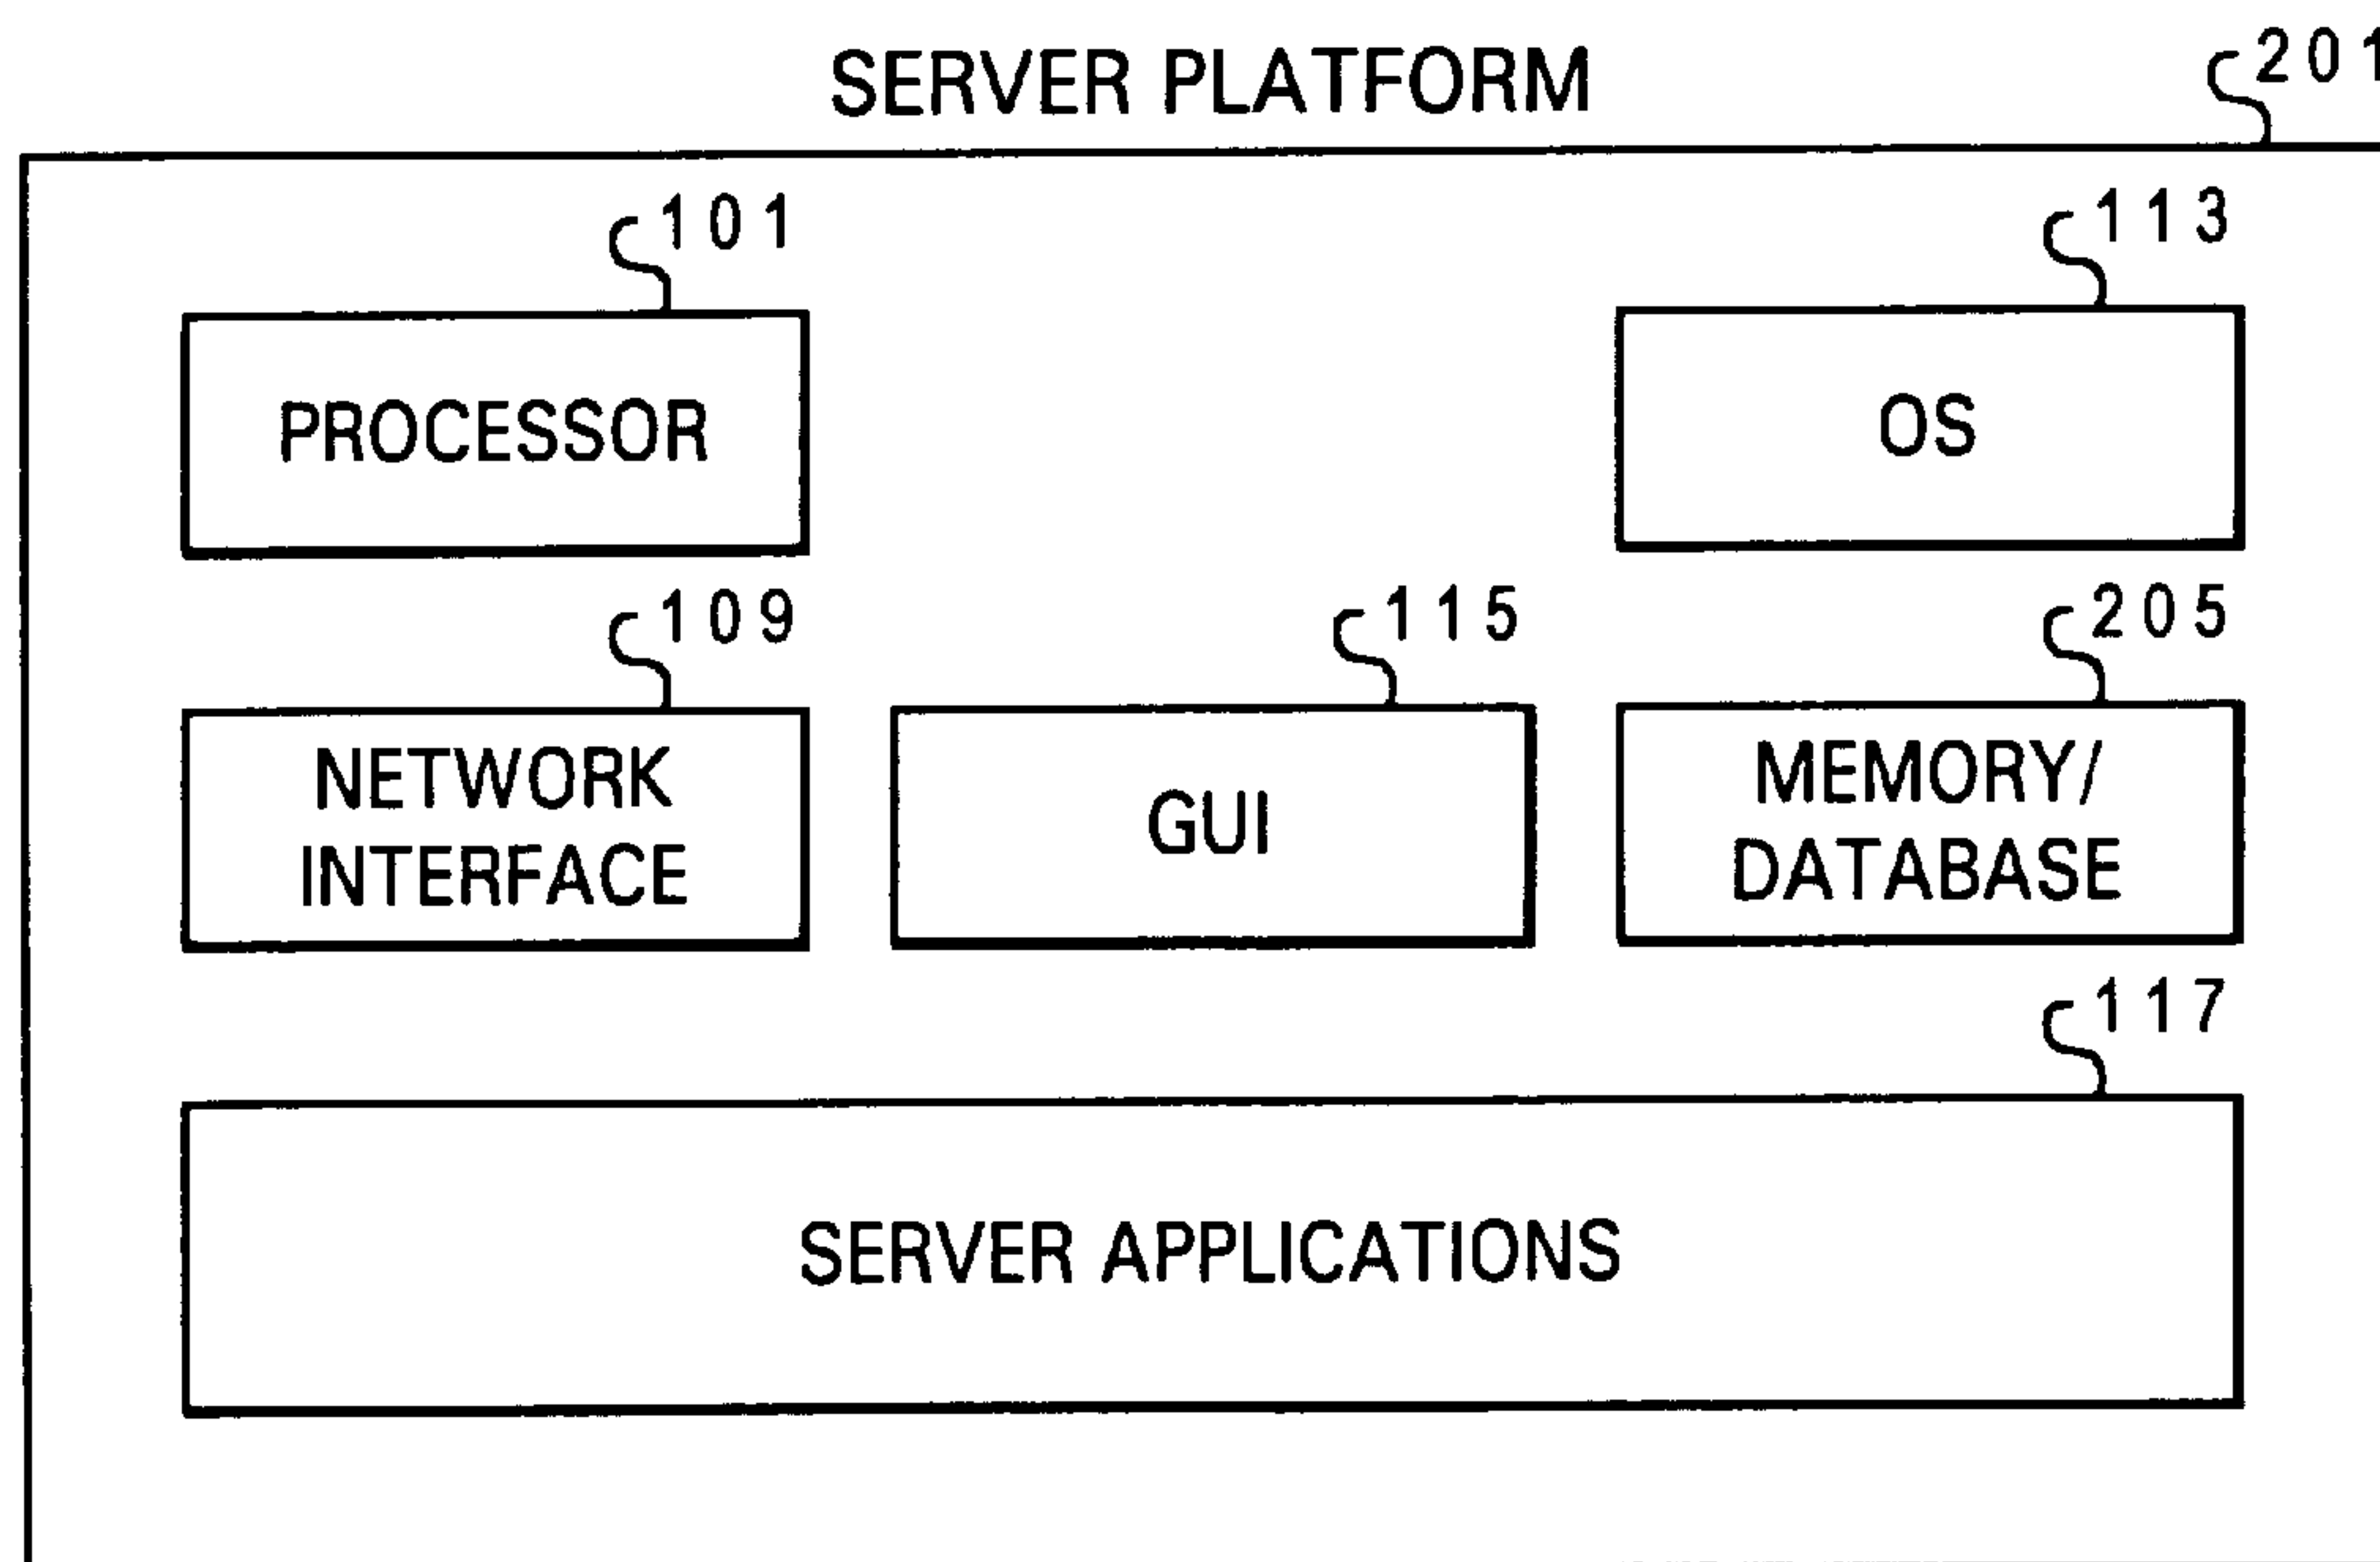 SERVER PLATFORM
201
101
113
PROCESSOR
OS
109
115
205
NETWORK
INTERFACE
GUI
MEMORY/
DATABASE
117
SERVER APPLICATIONS